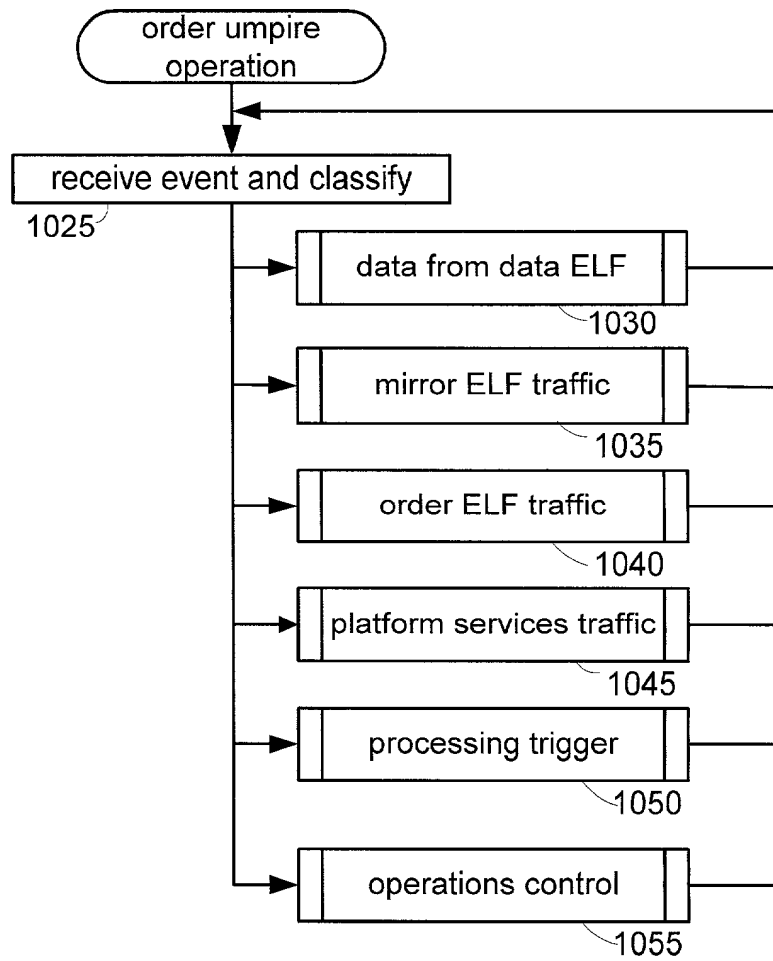 order umpire
operation
receive event and classify
1025
data from data ELF
1030
mirror ELF traffic
1035
order ELF traffic
1040
platform services traffic
1045
processing trigger
1050
operations control
1055